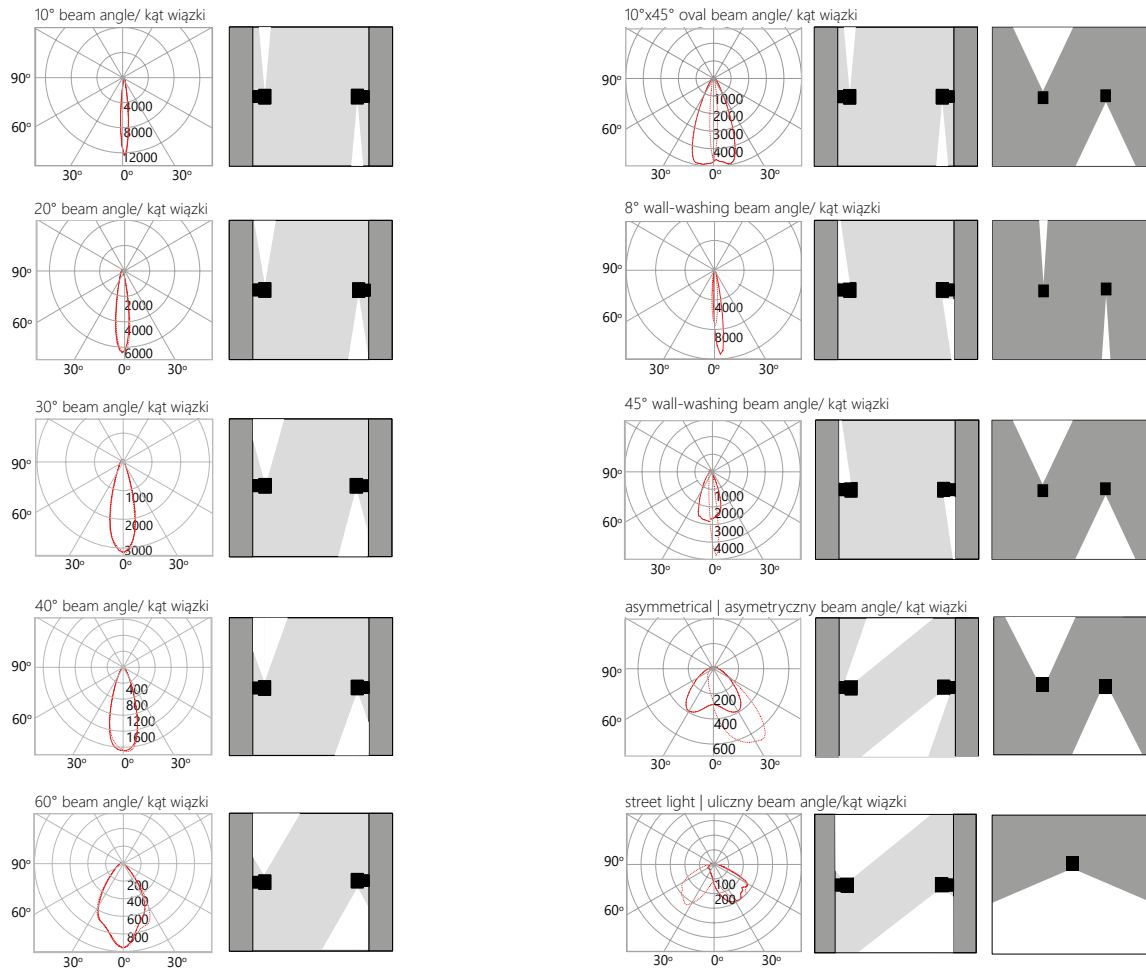 10° beam angle/ kąt wiązki
90°
60°
4000
8000
12000
30° 0° 30°
20° beam angle/ kąt wiązki
90°
60°
2000
4000
6000
30° 0° 30°
30° beam angle/ kąt wiązki
90°
60°
1000
2000
3000
30° 0° 30°
40° beam angle/ kąt wiązki
90°
60°
400
800
1200
1600
30° 0° 30°
60° beam angle/ kąt wiązki
90°
60°
200
400
600
800
30° 0° 30°
10°x45° oval beam angle/ kąt wiązki
90°
60°
1000
2000
3000
4000
30° 0° 30°
8° wall-washing beam angle/ kąt wiązki
90°
60°
4000
8000
30° 0° 30°
45° wall-washing beam angle/ kąt wiązki
90°
60°
1000
2000
3000
4000
30° 0° 30°
asymmetrical | asymetryczny beam angle/ kąt wiązki
90°
60°
200
400
600
30° 0° 30°
street light | uliczny beam angle/kąt wiązki
90°
60°
100
200
30° 0° 30°